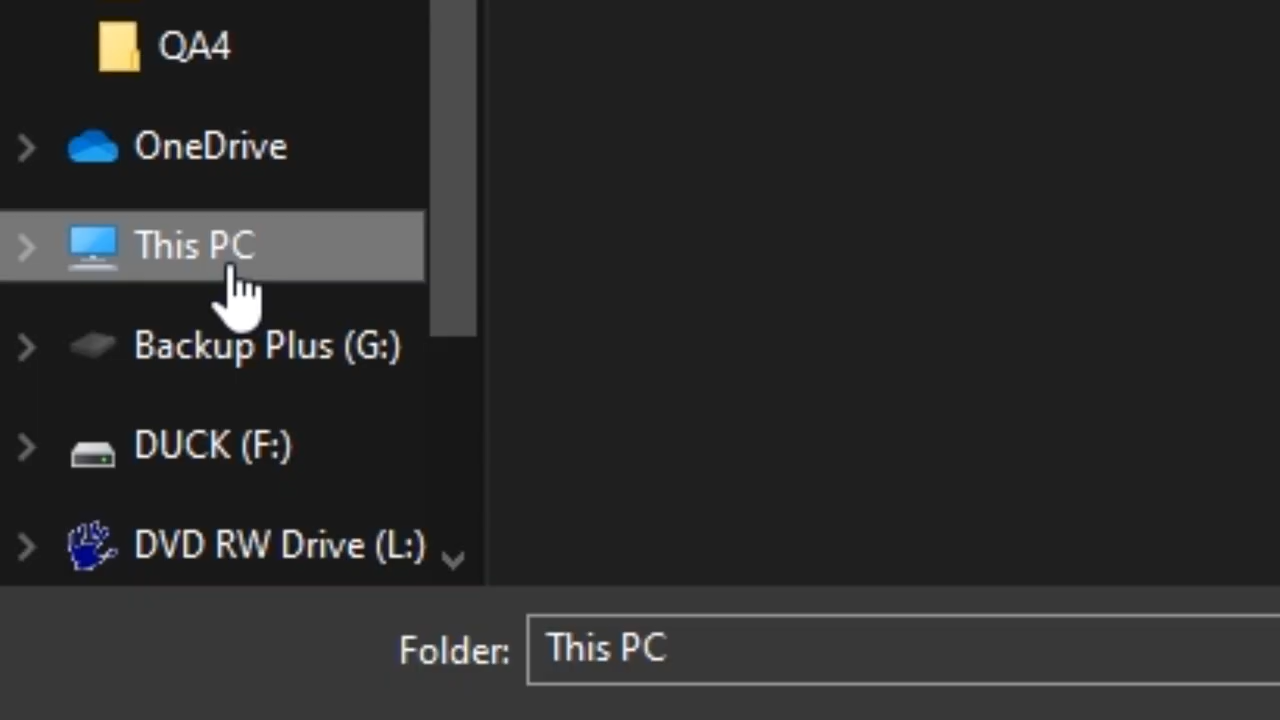 QA4
OneDrive
This PC
Backup Plus (G:)
DUCK (F:)
DVD RW Drive (L:)
Folder: This PC